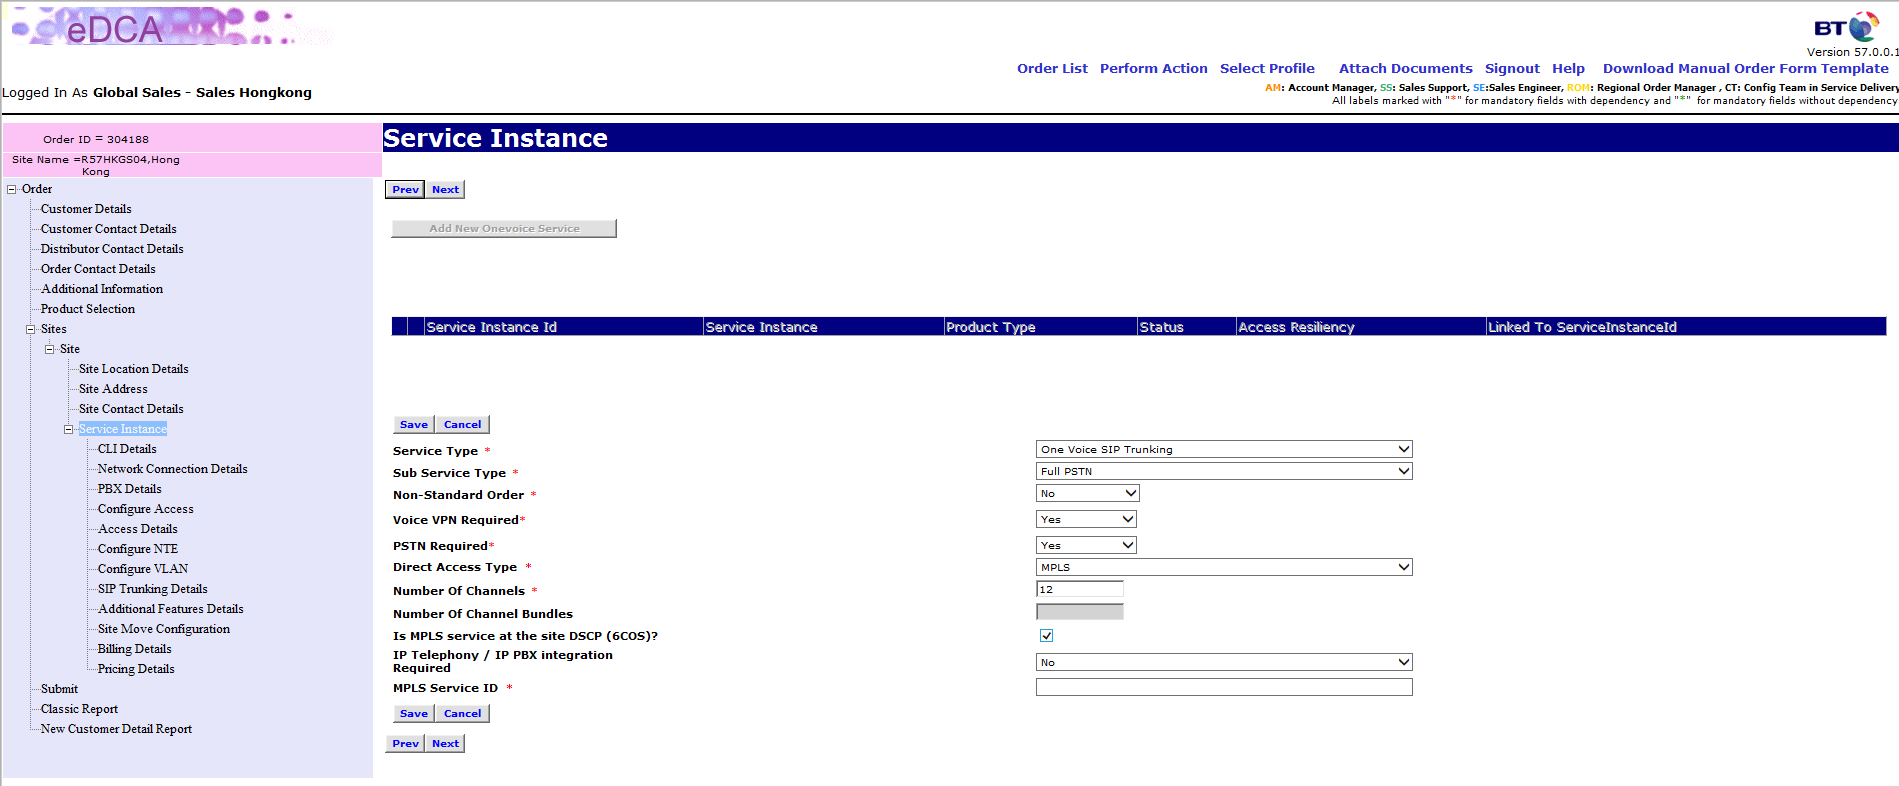 eDCA
BT
Version 57.0.0.1
Order List Perform Action Select Profile Attach Documents Signout Help Download Manual Order Form Template
Logged In As Global Sales - Sales Hongkong
AM: Account Manager, SS: Sales Support, SE:Sales Engineer, ROM: Regional Order Manager , CT: Config Team in Service Delivery
All labels marked with "*" for mandatory fields with dependency and "*" for mandatory fields without dependency
Order ID = 304188
Site Name =R57HKGS04,Hong
Kong
Service Instance
Prev Next
Add New Onevoice Service
Order
Customer Details
Customer Contact Details
Distributor Contact Details
Order Contact Details
Additional Information
Product Selection
Sites
Site
Site Location Details
Site Address
Site Contact Details
Service Instance
CLI Details
Network Connection Details
PBX Details
Configure Access
Access Details
Configure NTE
Configure VLAN
SIP Trunking Details
Additional Features Details
Site Move Configuration
Billing Details
Pricing Details
Submit
Classic Report
New Customer Detail Report
Service Instance Id Service Instance Product Type Status Access Resiliency Linked To ServiceInstanceId
Save Cancel
Service Type * One Voice SIP Trunking
Sub Service Type * Full PSTN
Non-Standard Order * No
Voice VPN Required* Yes
PSTN Required* Yes
Direct Access Type * MPLS
Number Of Channels * 12
Number Of Channel Bundles
Is MPLS service at the site DSCP (6COS)?
IP Telephony / IP PBX integration
Required No
MPLS Service ID *
Save Cancel
Prev Next